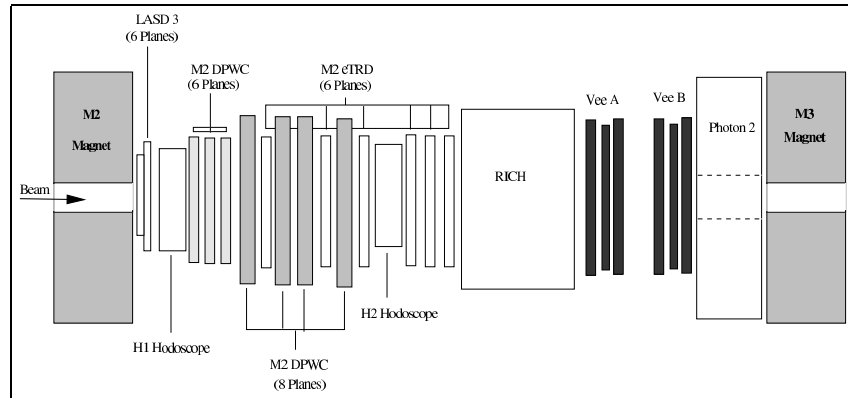 LASD 3
(6 Planes)
M2 DPWC
(6 Planes)
M2 eTRD
(6 Planes)
Vee A
Vee B
M2
Magnet
Photon 2
M3
Magnet
RICH
Beam
H1 Hodoscope
H2 Hodoscope
M2 DPWC
(8 Planes)